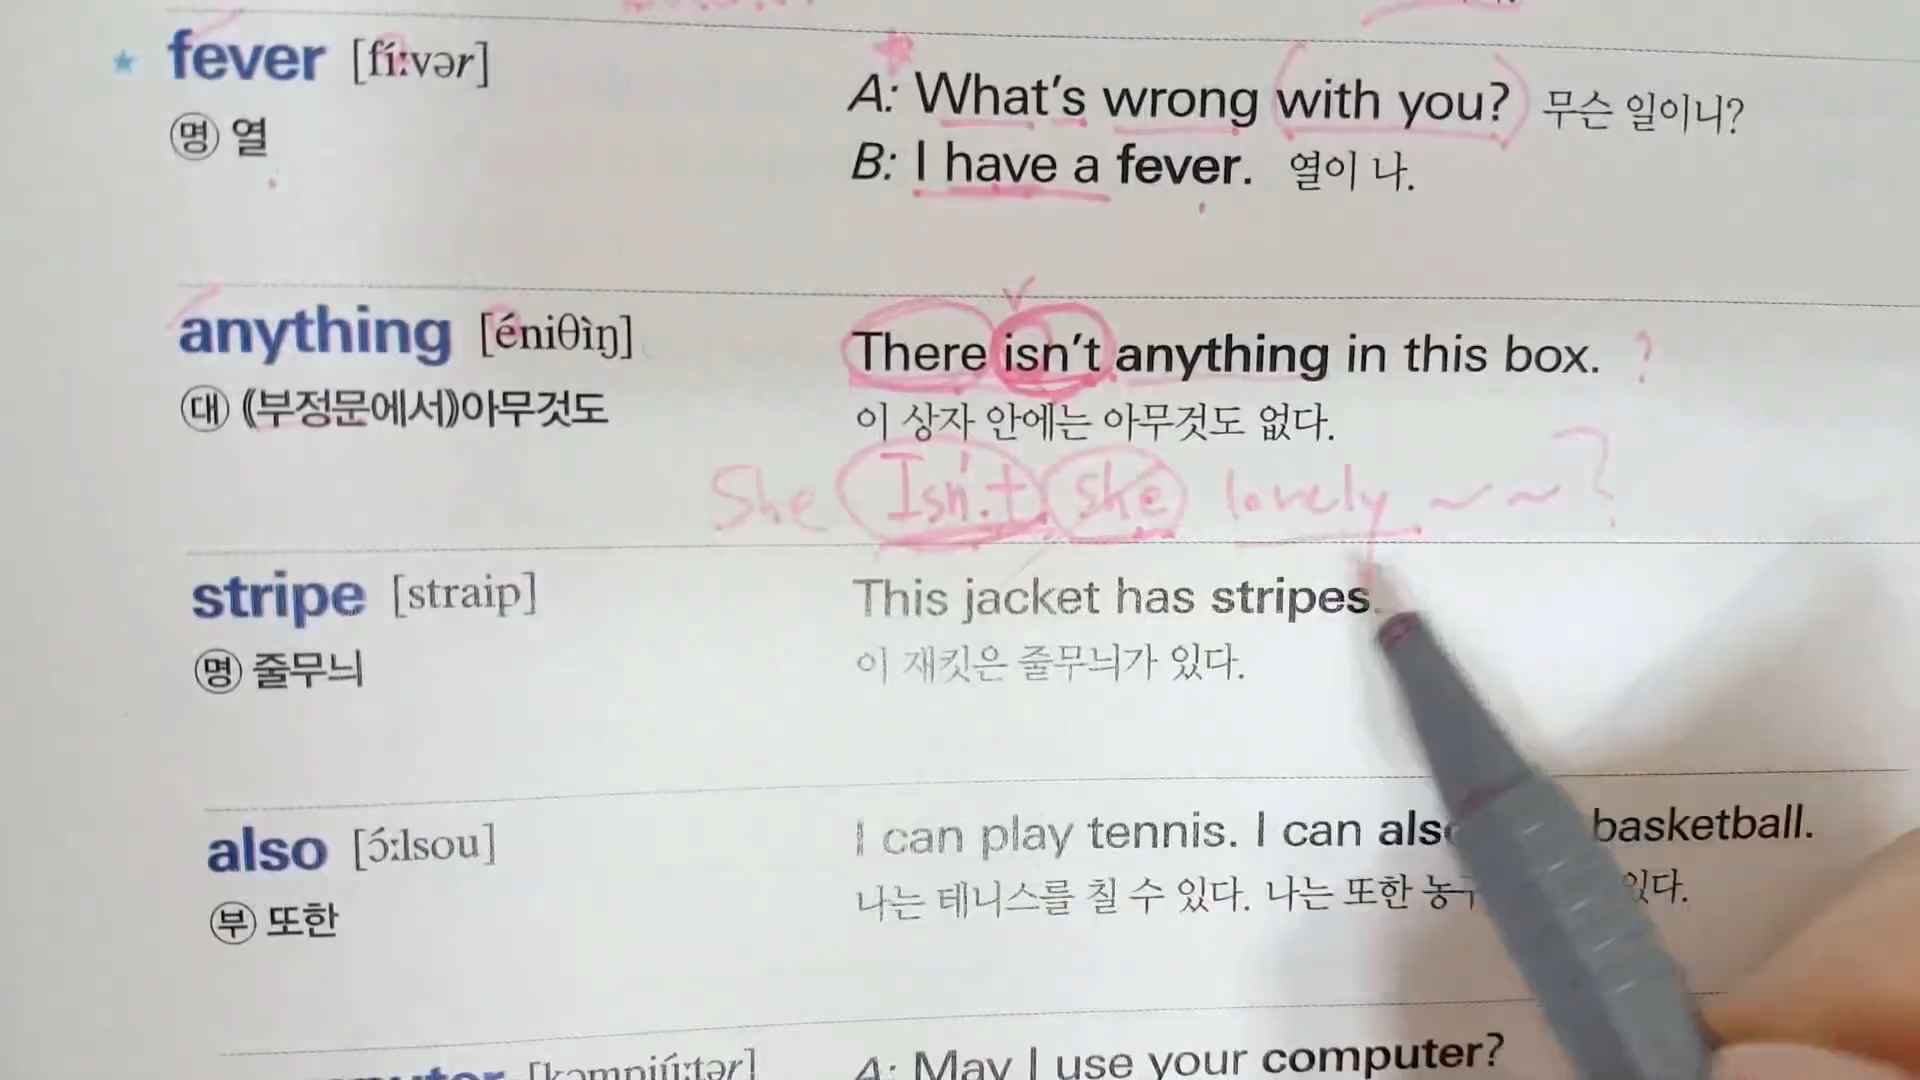 fever [fíːvər]
A: What's wrong with you? 무슨 일이니?
명 열
B: I have a fever. 열이 나.
anything [éniθìŋ]
There isn't anything in this box. ?
대 《부정문에서》아무것도
이 상자 안에는 아무것도 없다.
She Isn't she lovely ~ ~ ?
stripe [straip]
This jacket has stripes.
명 줄무늬
이 재킷은 줄무늬가 있다.
also [ɔ́ːlsou]
I can play tennis. I can also basketball.
부 또한
나는 테니스를 칠 수 있다. 나는 또한 있다.
A: May I use your computer?